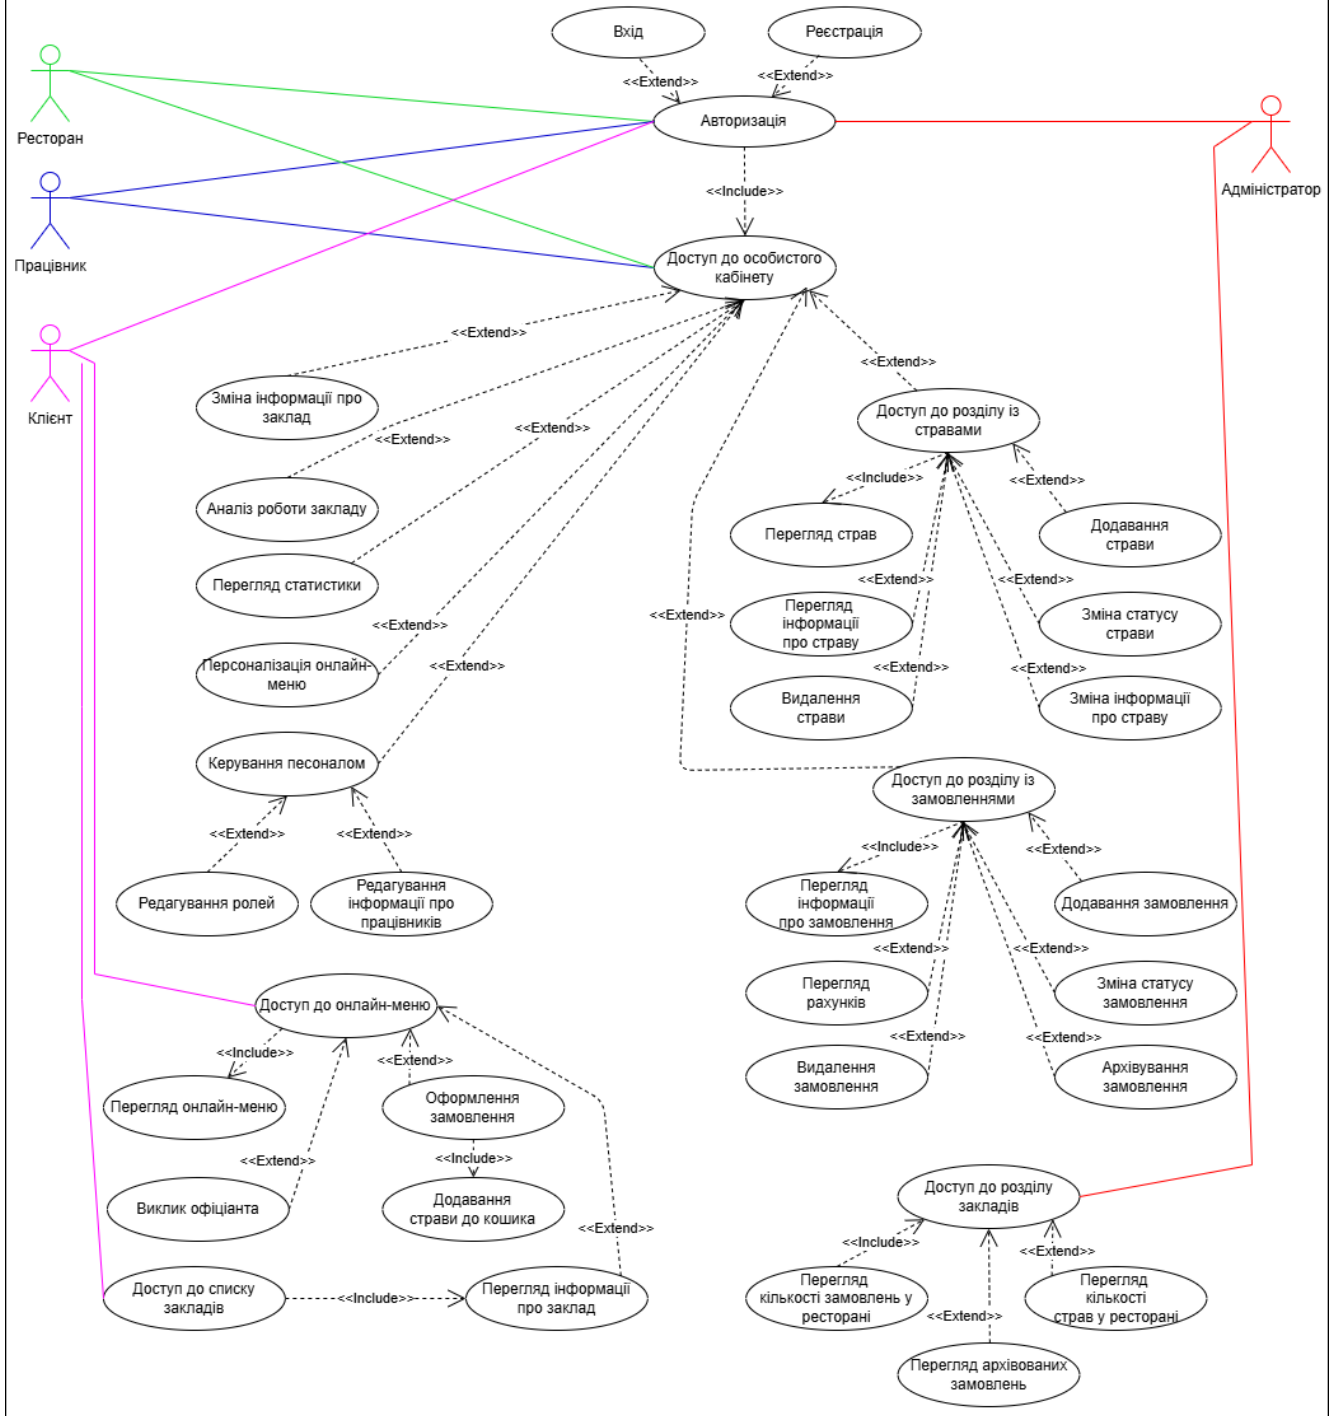 Вхід
Реєстрація
<<Extend>>
<<Extend>>
Авторизація
Ресторан
<<Include>>
Адміністратор
Працівник
Доступ до особистого
кабінету
<<Extend>>
<<Extend>>
Клієнт
Зміна інформації про
заклад
<<Extend>>
<<Extend>>
Доступ до розділу із
стравами
<<Include>>
<<Extend>>
Аналіз роботи закладу
Перегляд страв
Додавання
страви
Перегляд статистики
<<Extend>>
<<Extend>>
<<Extend>>
<<Extend>>
Перегляд
інформації
про страву
Зміна статусу
страви
Персоналізація онлайн-
меню
<<Extend>>
<<Extend>>
<<Extend>>
Видалення
страви
Зміна інформації
про страву
Керування песоналом
Доступ до розділу із
замовленнями
<<Extend>>
<<Extend>>
<<Include>>
<<Extend>>
Редагування ролей
Редагування
інформації про
працівників
Перегляд
інформації
про замовлення
Додавання замовлення
<<Extend>>
<<Extend>>
Доступ до онлайн-меню
Перегляд
рахунків
Зміна статусу
замовлення
<<Include>>
<<Extend>>
<<Extend>>
<<Extend>>
Перегляд онлайн-меню
Оформлення
замовлення
Видалення
замовлення
Архівування
замовлення
<<Extend>>
<<Include>>
Виклик офіціанта
Додавання
страви до кошика
Доступ до розділу
закладів
<<Extend>>
<<Include>>
<<Extend>>
Доступ до списку
закладів
<<Include>>
Перегляд інформації
про заклад
Перегляд
кількості замовлень у
ресторані
<<Extend>>
Перегляд
кількості
страв у ресторані
Перегляд архівованих
замовлень